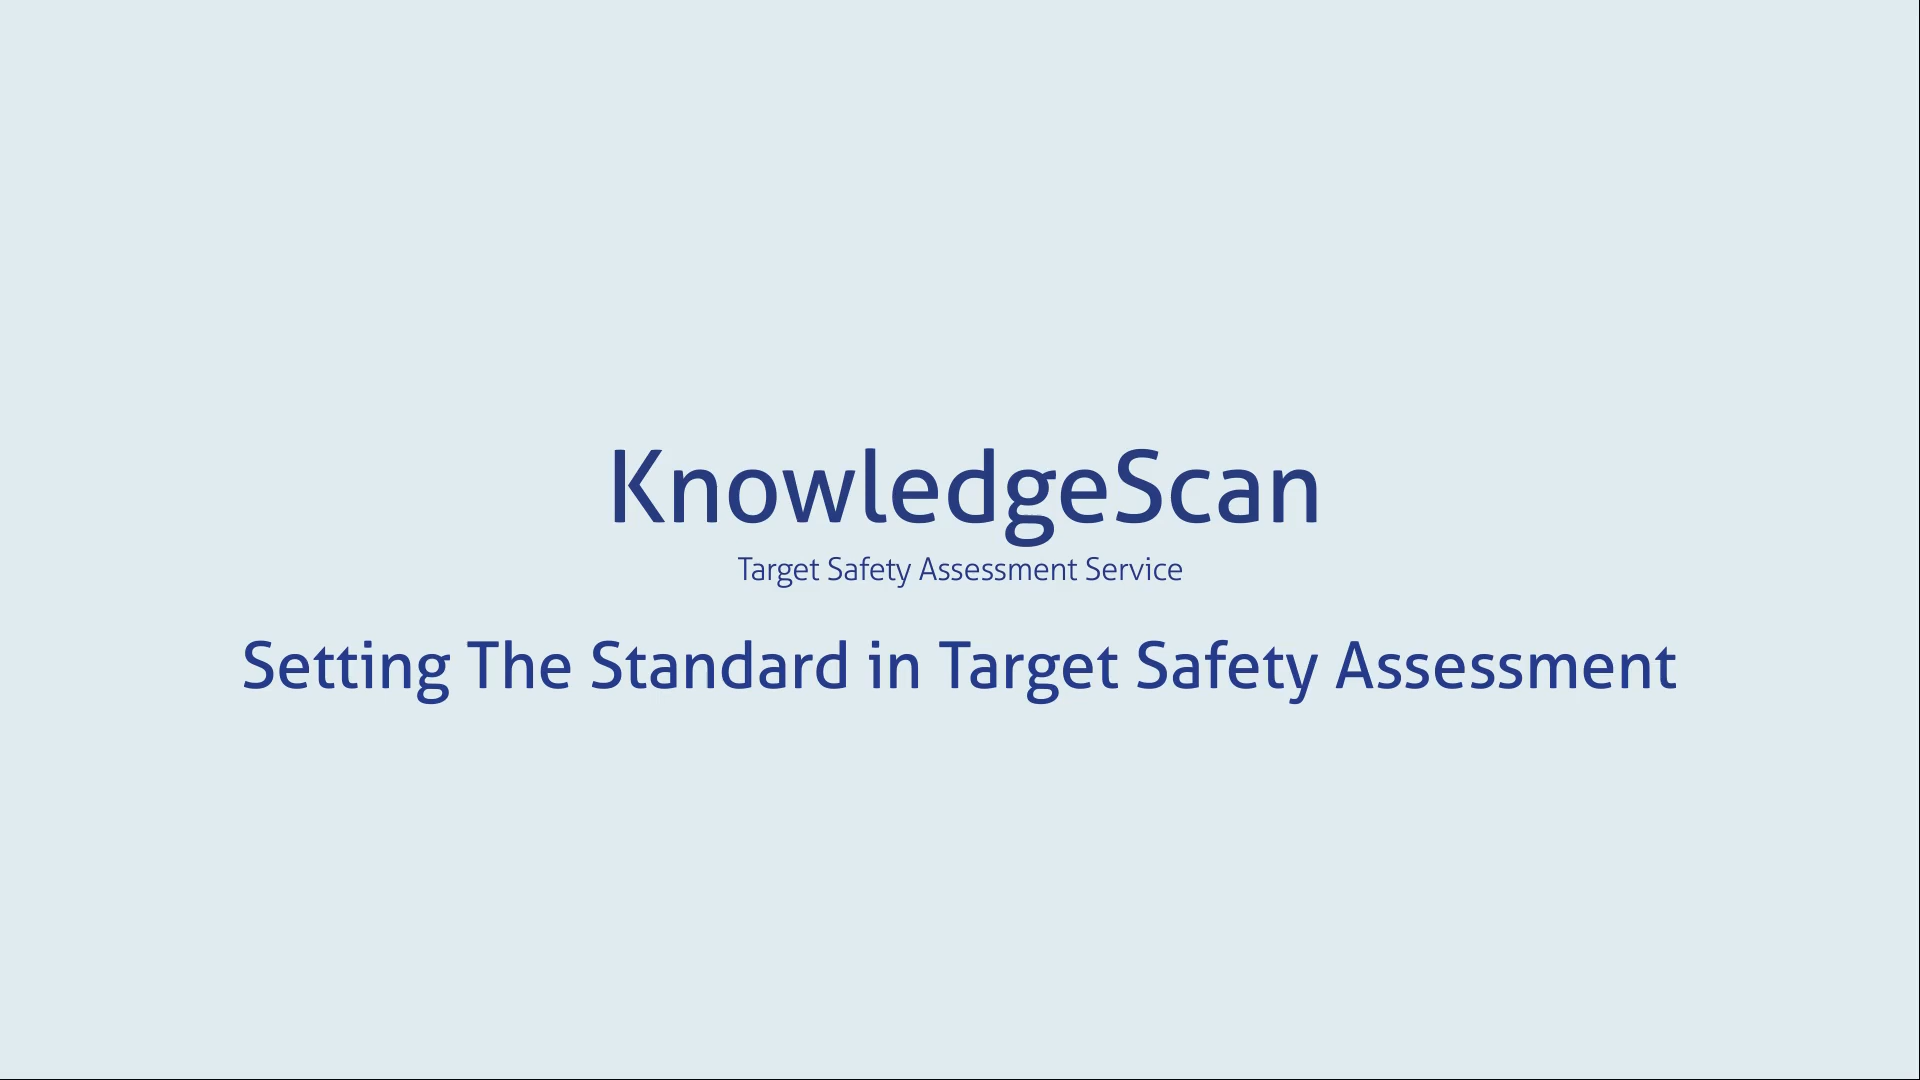 KnowledgeScan
Target Safety Assessment Service
Setting The Standard in Target Safety Assessment